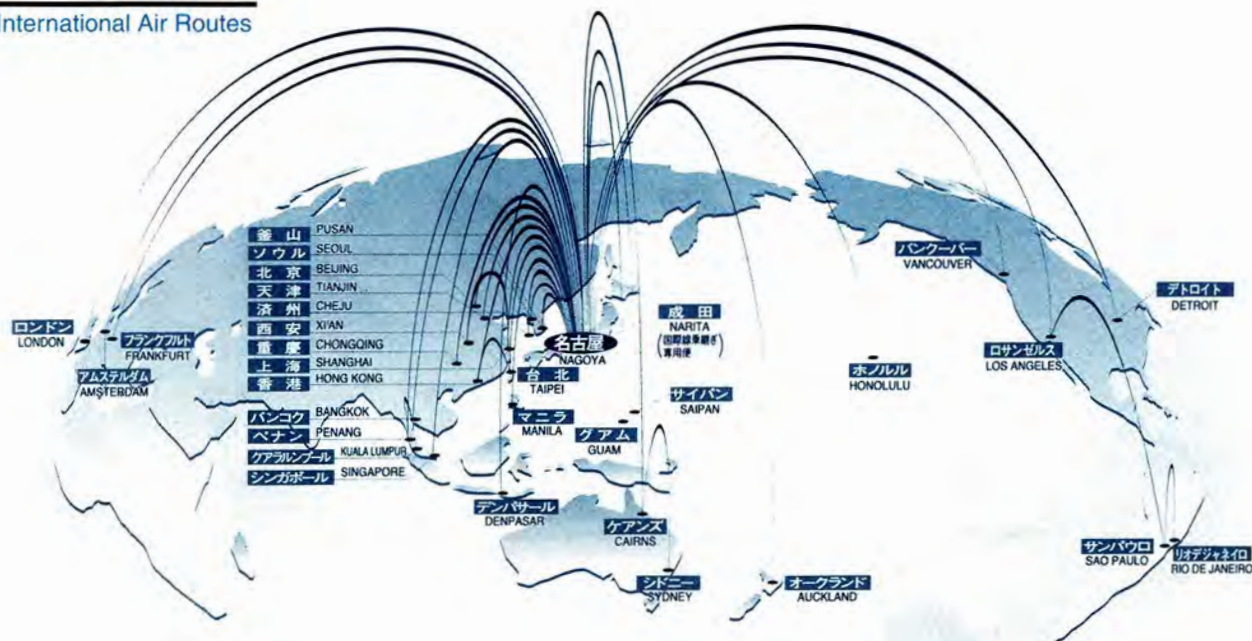 International Air Routes
釜山 PUSAN
ソウル SEOUL
北京 BEIJING
天津 TIANJIN
済州 CHEJU
西安 XI'AN
重慶 CHONGQING
上海 SHANGHAI
香港 HONG KONG
バンコク BANGKOK
ペナン PENANG
クアラルンプール KUALA LUMPUR
シンガポール SINGAPORE
ロンドン
LONDON
フランクフルト
FRANKFURT
アムステルダム
AMSTERDAM
名古屋
NAGOYA
台北
TAIPEI
マニラ
MANILA
デンパサール
DENPASAR
成田
NARITA
(国際線乗継ぎ
専用便)
サイパン
SAIPAN
グアム
GUAM
ケアンズ
CAIRNS
シドニー
SYDNEY
オークランド
AUCKLAND
ホノルル
HONOLULU
バンクーバー
VANCOUVER
ロサンゼルス
LOS ANGELES
デトロイト
DETROIT
サンパウロ
SAO PAULO
リオデジャネイロ
RIO DE JANEIRO